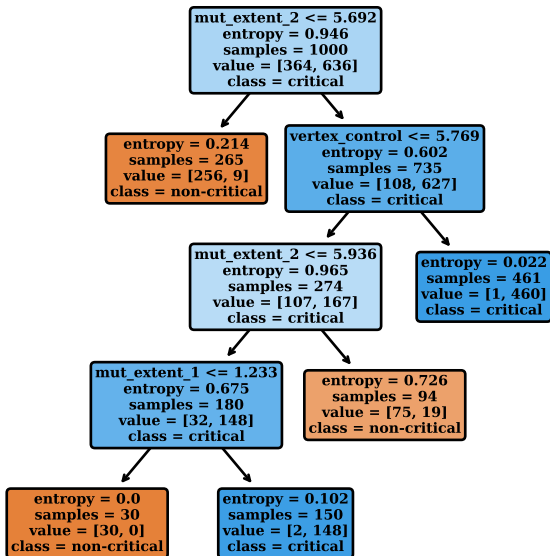 mut_extent_2 <= 5.692
entropy = 0.946
samples = 1000
value = [364, 636]
class = critical
entropy = 0.214
samples = 265
value = [256, 9]
class = non-critical
vertex_control <= 5.769
entropy = 0.602
samples = 735
value = [108, 627]
class = critical
mut_extent_2 <= 5.936
entropy = 0.965
samples = 274
value = [107, 167]
class = critical
entropy = 0.022
samples = 461
value = [1, 460]
class = critical
mut_extent_1 <= 1.233
entropy = 0.675
samples = 180
value = [32, 148]
class = critical
entropy = 0.726
samples = 94
value = [75, 19]
class = non-critical
entropy = 0.0
samples = 30
value = [30, 0]
class = non-critical
entropy = 0.102
samples = 150
value = [2, 148]
class = critical